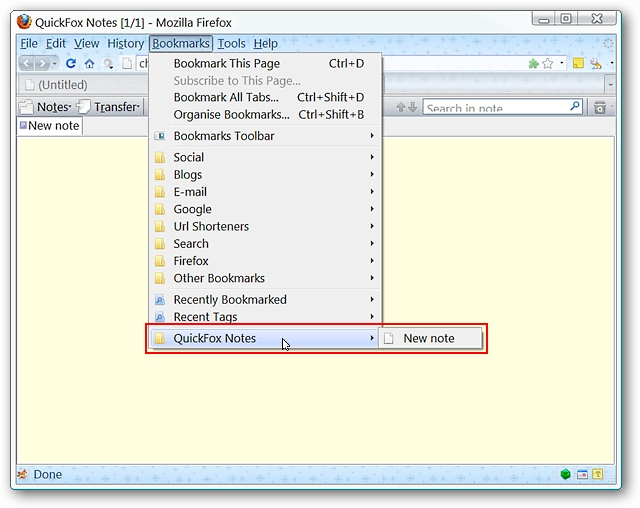 QuickFox Notes [1/1] - Mozilla Firefox
File Edit View History Bookmarks Tools Help
ch
(Untitled)
Notes Transfer Search in note
New note
Bookmark This Page Ctrl+D
Subscribe to This Page...
Bookmark All Tabs... Ctrl+Shift+D
Organise Bookmarks... Ctrl+Shift+B
Bookmarks Toolbar
Social
Blogs
E-mail
Google
Url Shorteners
Search
Firefox
Other Bookmarks
Recently Bookmarked
Recent Tags
QuickFox Notes New note
Done